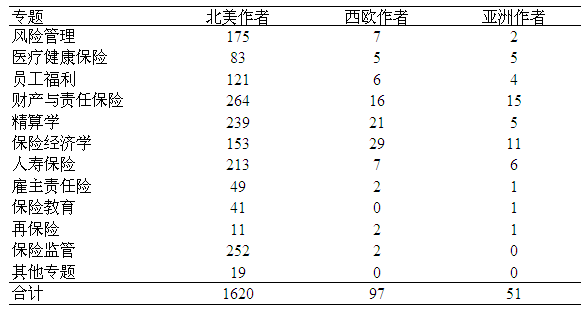 专题 北美作者 西欧作者 亚洲作者
风险管理 175 7 2
医疗健康保险 83 5 5
员工福利 121 6 4
财产与责任保险 264 16 15
精算学 239 21 5
保险经济学 153 29 11
人寿保险 213 7 6
雇主责任险 49 2 1
保险教育 41 0 1
再保险 11 2 1
保险监管 252 2 0
其他专题 19 0 0
合计 1620 97 51